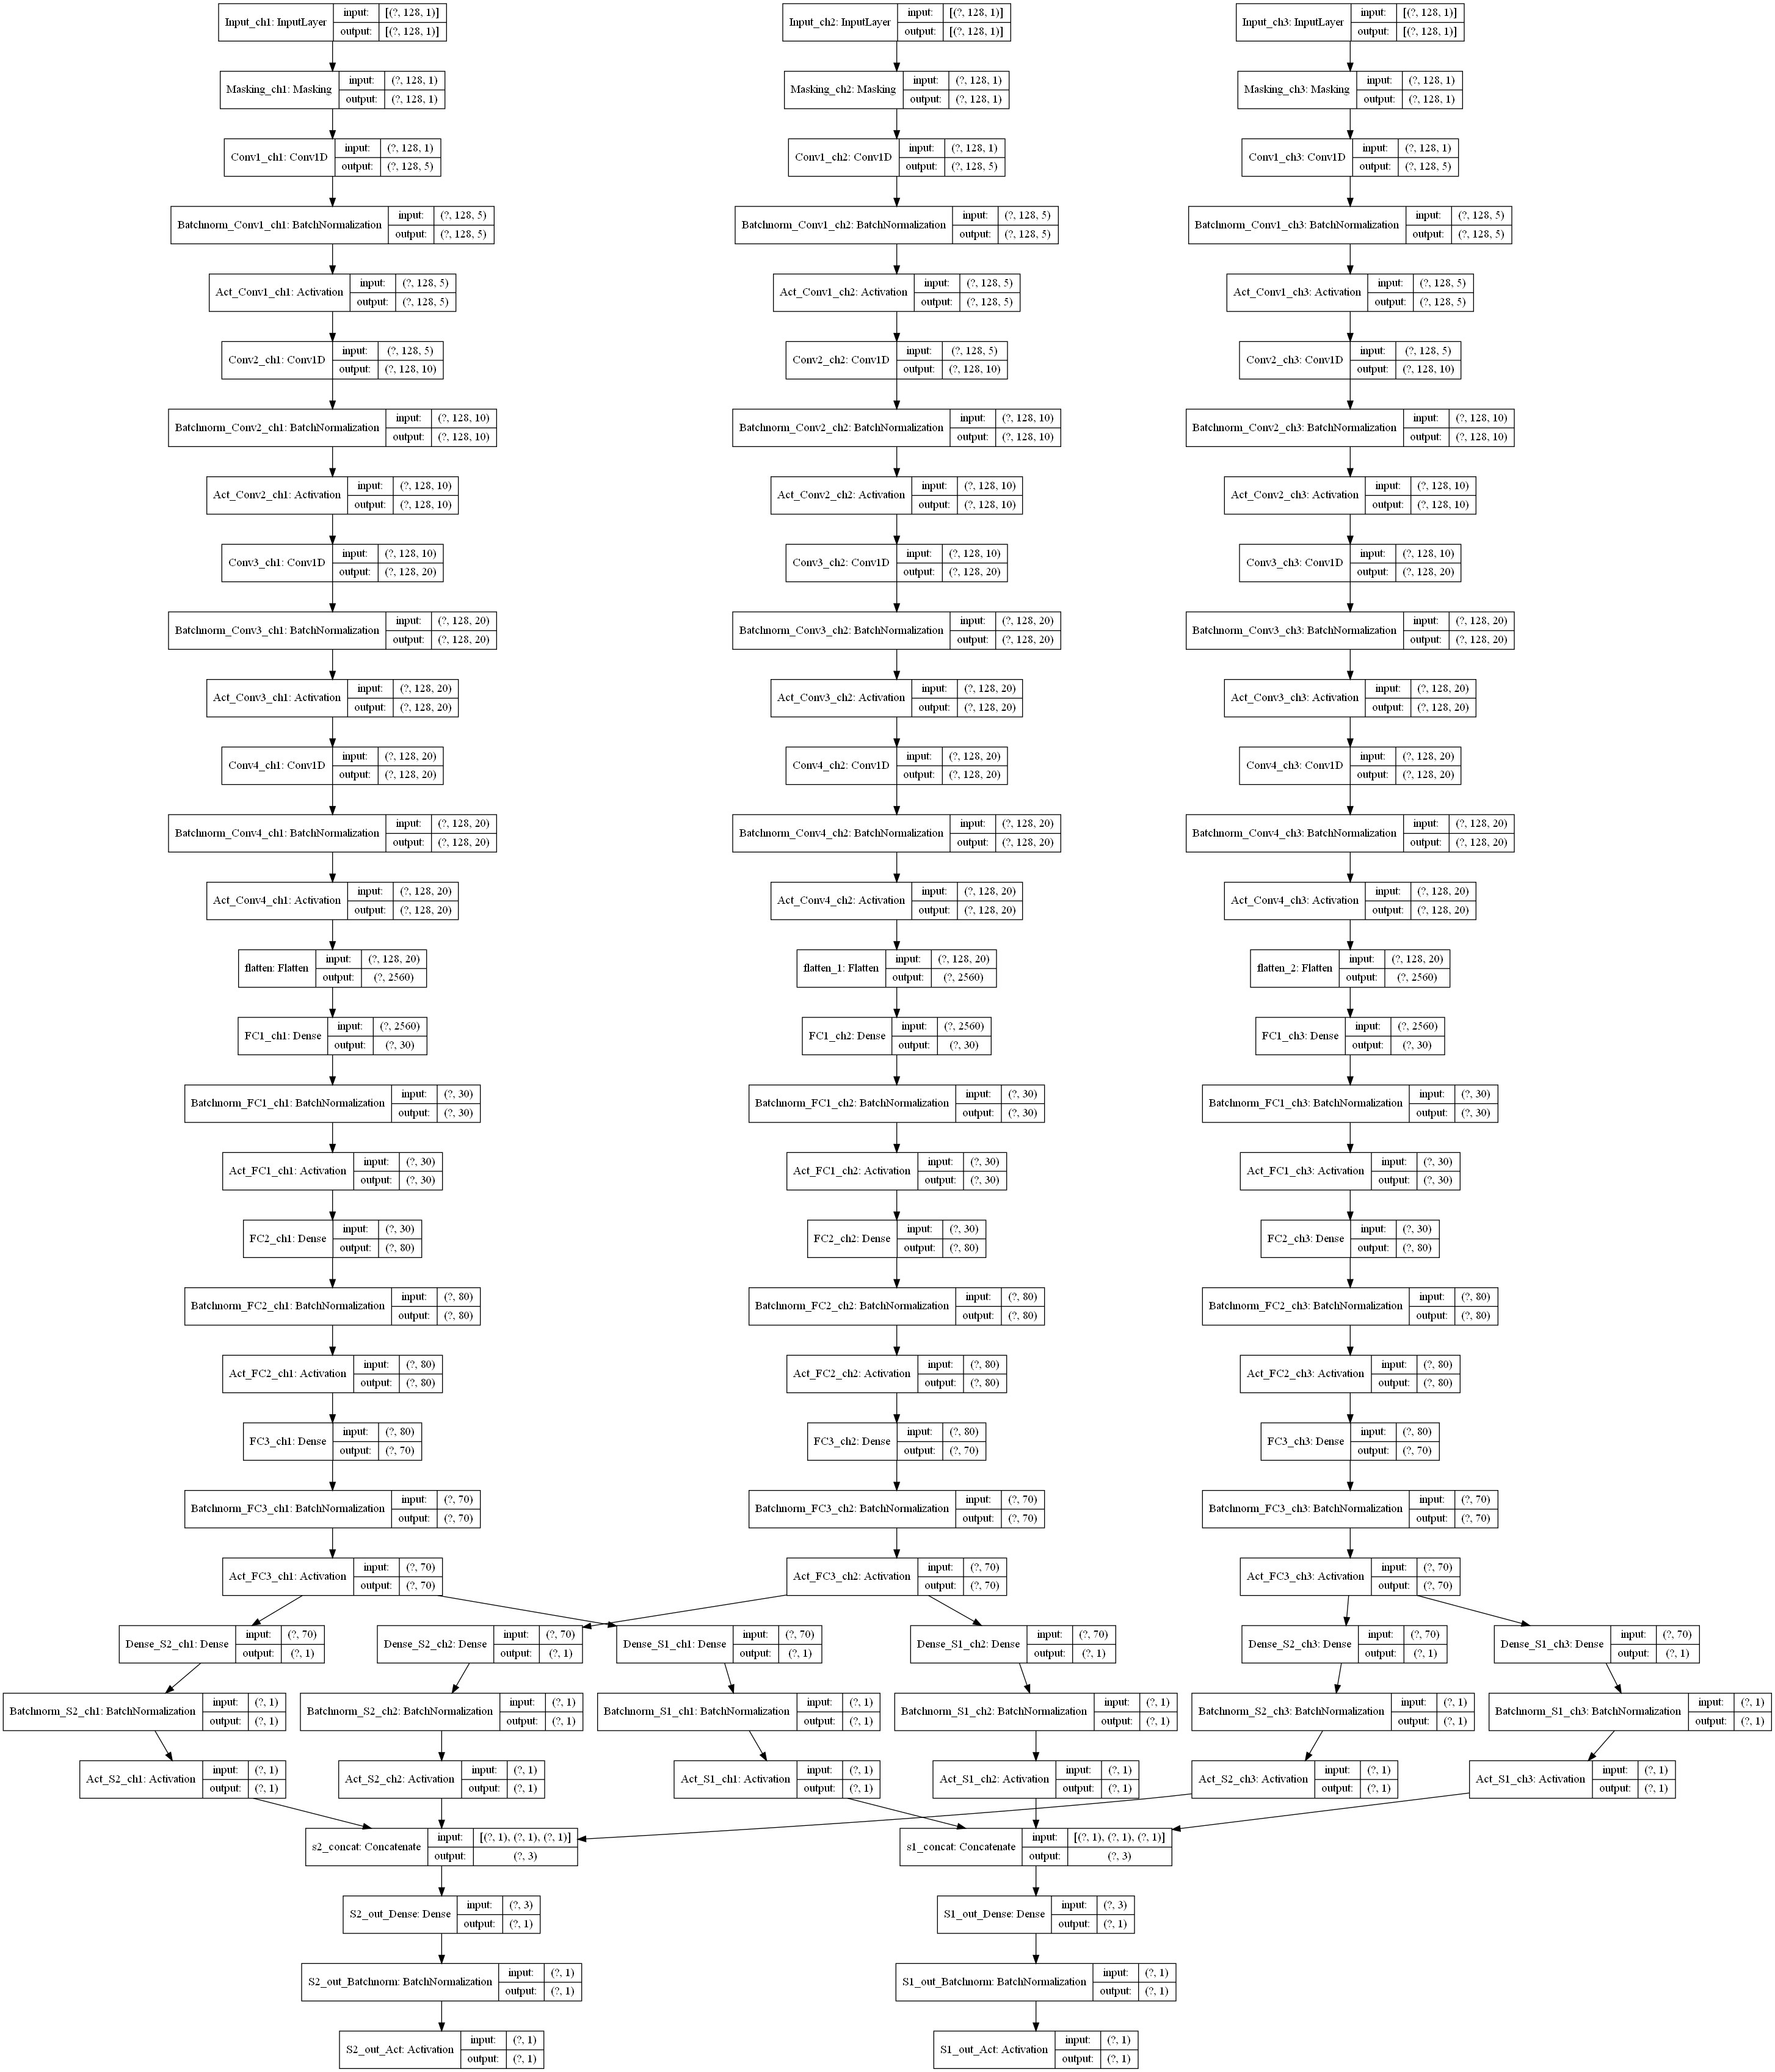 Input_ch1: InputLayer input: [(?, 128, 1)]
output: [(?, 128, 1)]
Input_ch2: InputLayer input: [(?, 128, 1)]
output: [(?, 128, 1)]
Input_ch3: InputLayer input: [(?, 128, 1)]
output: [(?, 128, 1)]
Masking_ch1: Masking input: (?, 128, 1)
output: (?, 128, 1)
Masking_ch2: Masking input: (?, 128, 1)
output: (?, 128, 1)
Masking_ch3: Masking input: (?, 128, 1)
output: (?, 128, 1)
Conv1_ch1: Conv1D input: (?, 128, 1)
output: (?, 128, 5)
Conv1_ch2: Conv1D input: (?, 128, 1)
output: (?, 128, 5)
Conv1_ch3: Conv1D input: (?, 128, 1)
output: (?, 128, 5)
Batchnorm_Conv1_ch1: BatchNormalization input: (?, 128, 5)
output: (?, 128, 5)
Batchnorm_Conv1_ch2: BatchNormalization input: (?, 128, 5)
output: (?, 128, 5)
Batchnorm_Conv1_ch3: BatchNormalization input: (?, 128, 5)
output: (?, 128, 5)
Act_Conv1_ch1: Activation input: (?, 128, 5)
output: (?, 128, 5)
Act_Conv1_ch2: Activation input: (?, 128, 5)
output: (?, 128, 5)
Act_Conv1_ch3: Activation input: (?, 128, 5)
output: (?, 128, 5)
Conv2_ch1: Conv1D input: (?, 128, 5)
output: (?, 128, 10)
Conv2_ch2: Conv1D input: (?, 128, 5)
output: (?, 128, 10)
Conv2_ch3: Conv1D input: (?, 128, 5)
output: (?, 128, 10)
Batchnorm_Conv2_ch1: BatchNormalization input: (?, 128, 10)
output: (?, 128, 10)
Batchnorm_Conv2_ch2: BatchNormalization input: (?, 128, 10)
output: (?, 128, 10)
Batchnorm_Conv2_ch3: BatchNormalization input: (?, 128, 10)
output: (?, 128, 10)
Act_Conv2_ch1: Activation input: (?, 128, 10)
output: (?, 128, 10)
Act_Conv2_ch2: Activation input: (?, 128, 10)
output: (?, 128, 10)
Act_Conv2_ch3: Activation input: (?, 128, 10)
output: (?, 128, 10)
Conv3_ch1: Conv1D input: (?, 128, 10)
output: (?, 128, 20)
Conv3_ch2: Conv1D input: (?, 128, 10)
output: (?, 128, 20)
Conv3_ch3: Conv1D input: (?, 128, 10)
output: (?, 128, 20)
Batchnorm_Conv3_ch1: BatchNormalization input: (?, 128, 20)
output: (?, 128, 20)
Batchnorm_Conv3_ch2: BatchNormalization input: (?, 128, 20)
output: (?, 128, 20)
Batchnorm_Conv3_ch3: BatchNormalization input: (?, 128, 20)
output: (?, 128, 20)
Act_Conv3_ch1: Activation input: (?, 128, 20)
output: (?, 128, 20)
Act_Conv3_ch2: Activation input: (?, 128, 20)
output: (?, 128, 20)
Act_Conv3_ch3: Activation input: (?, 128, 20)
output: (?, 128, 20)
Conv4_ch1: Conv1D input: (?, 128, 20)
output: (?, 128, 20)
Conv4_ch2: Conv1D input: (?, 128, 20)
output: (?, 128, 20)
Conv4_ch3: Conv1D input: (?, 128, 20)
output: (?, 128, 20)
Batchnorm_Conv4_ch1: BatchNormalization input: (?, 128, 20)
output: (?, 128, 20)
Batchnorm_Conv4_ch2: BatchNormalization input: (?, 128, 20)
output: (?, 128, 20)
Batchnorm_Conv4_ch3: BatchNormalization input: (?, 128, 20)
output: (?, 128, 20)
Act_Conv4_ch1: Activation input: (?, 128, 20)
output: (?, 128, 20)
Act_Conv4_ch2: Activation input: (?, 128, 20)
output: (?, 128, 20)
Act_Conv4_ch3: Activation input: (?, 128, 20)
output: (?, 128, 20)
flatten: Flatten input: (?, 128, 20)
output: (?, 2560)
flatten_1: Flatten input: (?, 128, 20)
output: (?, 2560)
flatten_2: Flatten input: (?, 128, 20)
output: (?, 2560)
FC1_ch1: Dense input: (?, 2560)
output: (?, 30)
FC1_ch2: Dense input: (?, 2560)
output: (?, 30)
FC1_ch3: Dense input: (?, 2560)
output: (?, 30)
Batchnorm_FC1_ch1: BatchNormalization input: (?, 30)
output: (?, 30)
Batchnorm_FC1_ch2: BatchNormalization input: (?, 30)
output: (?, 30)
Batchnorm_FC1_ch3: BatchNormalization input: (?, 30)
output: (?, 30)
Act_FC1_ch1: Activation input: (?, 30)
output: (?, 30)
Act_FC1_ch2: Activation input: (?, 30)
output: (?, 30)
Act_FC1_ch3: Activation input: (?, 30)
output: (?, 30)
FC2_ch1: Dense input: (?, 30)
output: (?, 80)
FC2_ch2: Dense input: (?, 30)
output: (?, 80)
FC2_ch3: Dense input: (?, 30)
output: (?, 80)
Batchnorm_FC2_ch1: BatchNormalization input: (?, 80)
output: (?, 80)
Batchnorm_FC2_ch2: BatchNormalization input: (?, 80)
output: (?, 80)
Batchnorm_FC2_ch3: BatchNormalization input: (?, 80)
output: (?, 80)
Act_FC2_ch1: Activation input: (?, 80)
output: (?, 80)
Act_FC2_ch2: Activation input: (?, 80)
output: (?, 80)
Act_FC2_ch3: Activation input: (?, 80)
output: (?, 80)
FC3_ch1: Dense input: (?, 80)
output: (?, 70)
FC3_ch2: Dense input: (?, 80)
output: (?, 70)
FC3_ch3: Dense input: (?, 80)
output: (?, 70)
Batchnorm_FC3_ch1: BatchNormalization input: (?, 70)
output: (?, 70)
Batchnorm_FC3_ch2: BatchNormalization input: (?, 70)
output: (?, 70)
Batchnorm_FC3_ch3: BatchNormalization input: (?, 70)
output: (?, 70)
Act_FC3_ch1: Activation input: (?, 70)
output: (?, 70)
Act_FC3_ch2: Activation input: (?, 70)
output: (?, 70)
Act_FC3_ch3: Activation input: (?, 70)
output: (?, 70)
Dense_S2_ch1: Dense input: (?, 70)
output: (?, 1)
Dense_S2_ch2: Dense input: (?, 70)
output: (?, 1)
Dense_S1_ch1: Dense input: (?, 70)
output: (?, 1)
Dense_S1_ch2: Dense input: (?, 70)
output: (?, 1)
Dense_S2_ch3: Dense input: (?, 70)
output: (?, 1)
Dense_S1_ch3: Dense input: (?, 70)
output: (?, 1)
Batchnorm_S2_ch1: BatchNormalization input: (?, 1)
output: (?, 1)
Batchnorm_S2_ch2: BatchNormalization input: (?, 1)
output: (?, 1)
Batchnorm_S1_ch1: BatchNormalization input: (?, 1)
output: (?, 1)
Batchnorm_S1_ch2: BatchNormalization input: (?, 1)
output: (?, 1)
Batchnorm_S2_ch3: BatchNormalization input: (?, 1)
output: (?, 1)
Batchnorm_S1_ch3: BatchNormalization input: (?, 1)
output: (?, 1)
Act_S2_ch1: Activation input: (?, 1)
output: (?, 1)
Act_S2_ch2: Activation input: (?, 1)
output: (?, 1)
Act_S1_ch1: Activation input: (?, 1)
output: (?, 1)
Act_S1_ch2: Activation input: (?, 1)
output: (?, 1)
Act_S2_ch3: Activation input: (?, 1)
output: (?, 1)
Act_S1_ch3: Activation input: (?, 1)
output: (?, 1)
s2_concat: Concatenate input: [(?, 1), (?, 1), (?, 1)]
output: (?, 3)
s1_concat: Concatenate input: [(?, 1), (?, 1), (?, 1)]
output: (?, 3)
S2_out_Dense: Dense input: (?, 3)
output: (?, 1)
S1_out_Dense: Dense input: (?, 3)
output: (?, 1)
S2_out_Batchnorm: BatchNormalization input: (?, 1)
output: (?, 1)
S1_out_Batchnorm: BatchNormalization input: (?, 1)
output: (?, 1)
S2_out_Act: Activation input: (?, 1)
output: (?, 1)
S1_out_Act: Activation input: (?, 1)
output: (?, 1)